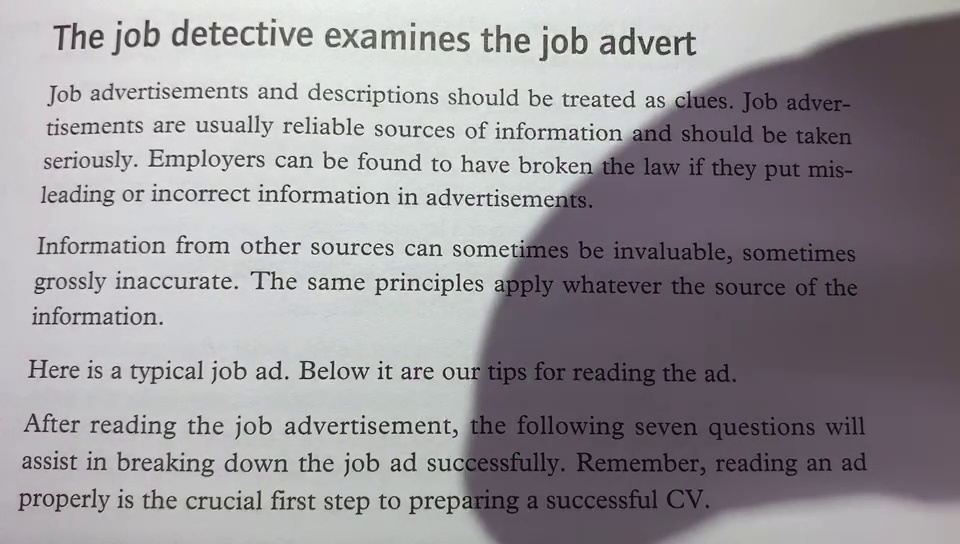 The job detective examines the job advert
Job advertisements and descriptions should be treated as clues. Job adver-
tisements are usually reliable sources of information and should be taken
seriously. Employers can be found to have broken the law if they put mis-
leading or incorrect information in advertisements.
Information from other sources can sometimes be invaluable, sometimes
grossly inaccurate. The same principles apply whatever the source of the
information.
Here is a typical job ad. Below it are our tips for reading the ad.
After reading the job advertisement, the following seven questions will
assist in breaking down the job ad successfully. Remember, reading an ad
properly is the crucial first step to preparing a successful CV.